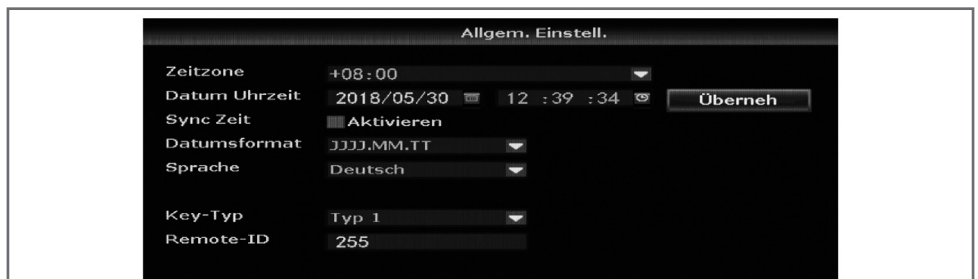 Allgem. Einstell.
Zeitzone +08:00
Datum Uhrzeit 2018/05/30 12 :39 :34 Überneh
Sync Zeit Aktivieren
Datumsformat JJJJ.MM.TT
Sprache Deutsch
Key-Typ Typ 1
Remote-ID 255